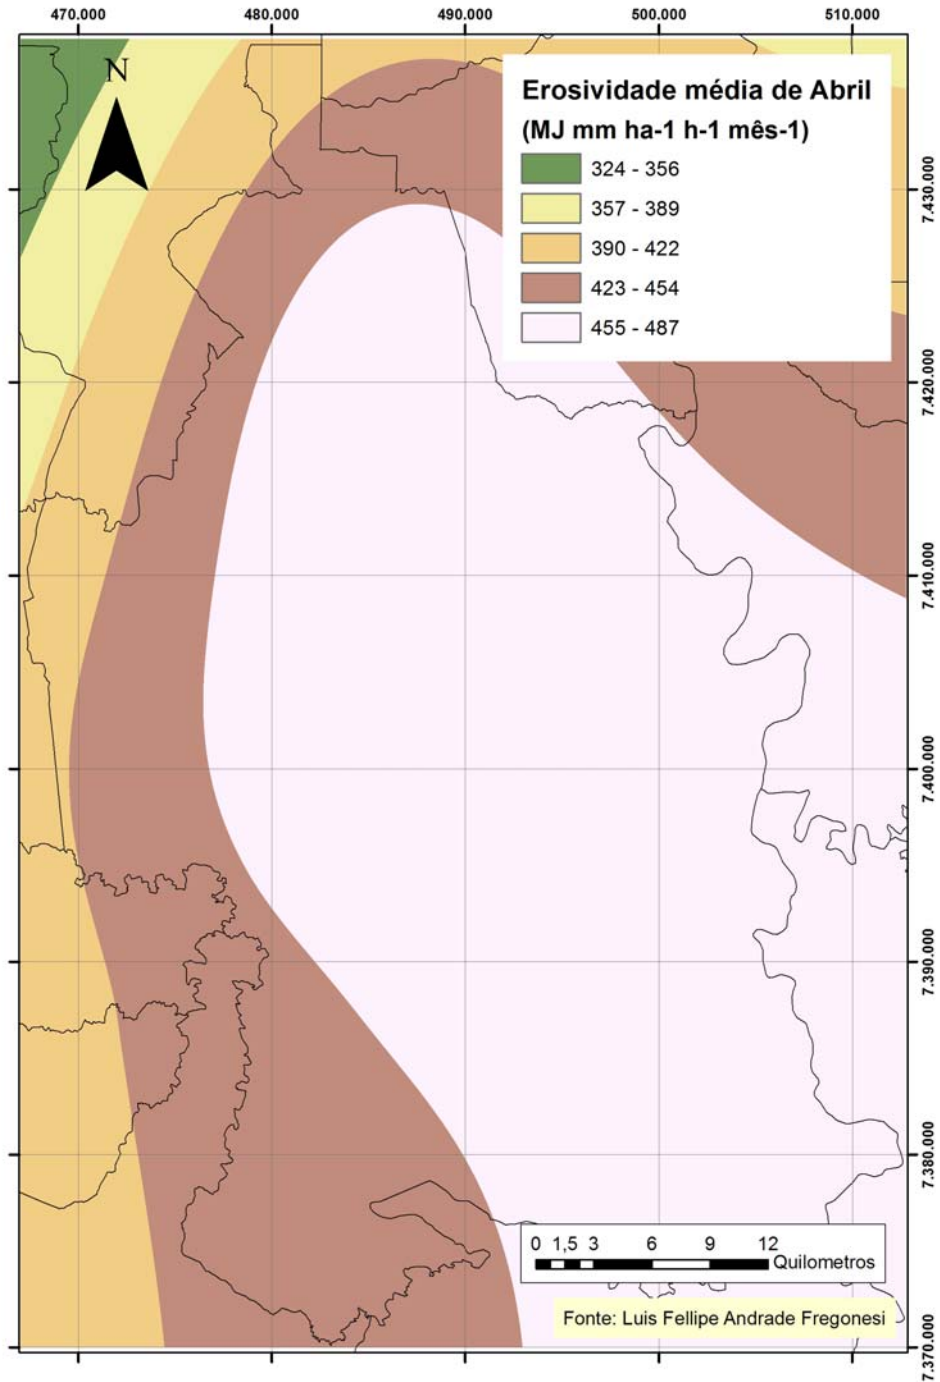 470.000 480.000 490.000 500.000 510.000
N
Erosividade média de Abril
(MJ mm ha-1 h-1 mês-1)
324 - 356
357 - 389
390 - 422
423 - 454
455 - 487
7.430.000
7.420.000
7.410.000
7.400.000
7.390.000
7.380.000
7.370.000
0 1,5 3 6 9 12
Quilometros
Fonte: Luis Fellipe Andrade Fregonesi